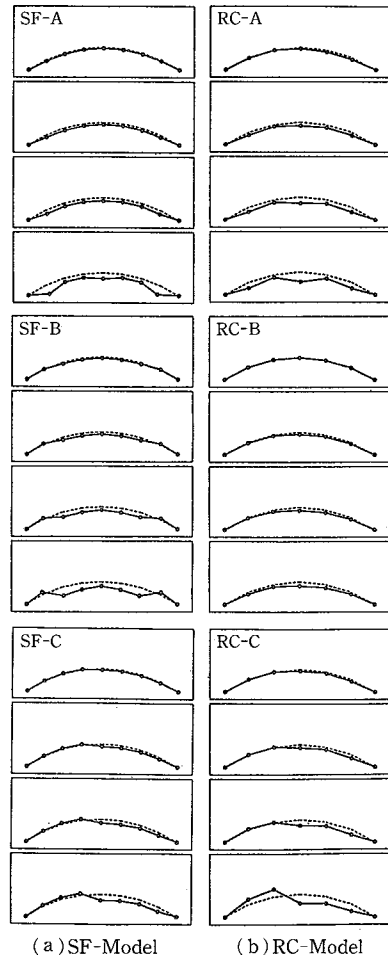 SF-A
RC-A
SF-B
RC-B
SF-C
RC-C
(a) SF-Model
(b) RC-Model